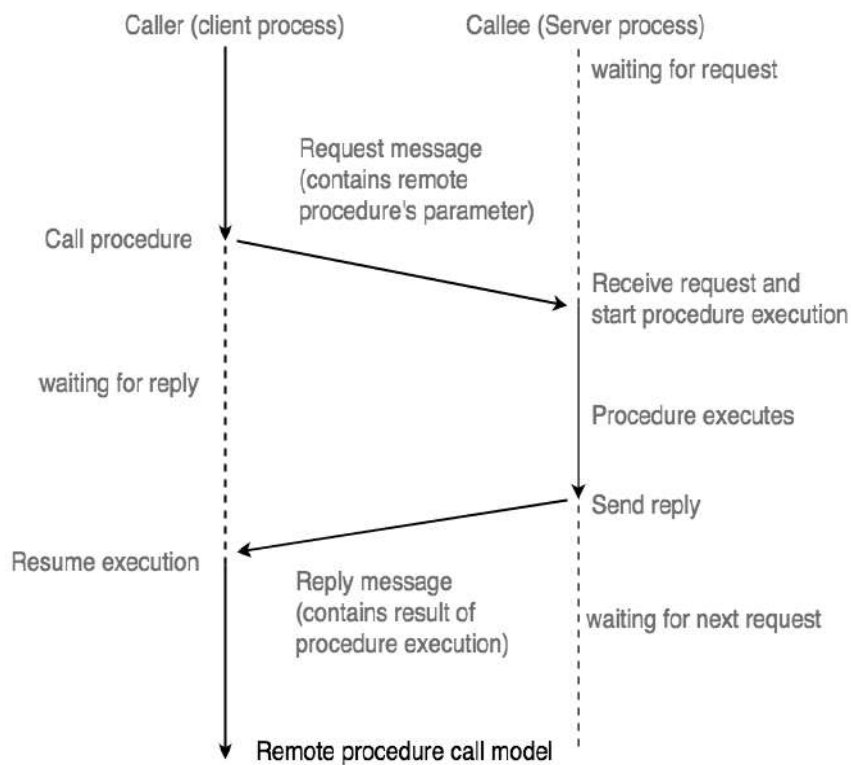 Caller (client process)
Callee (Server process)
waiting for request
Request message
(contains remote
procedure's parameter)
Call procedure
Receive request and
start procedure execution
waiting for reply
Procedure executes
Send reply
Resume execution
Reply message
(contains result of
procedure execution)
waiting for next request
Remote procedure call model